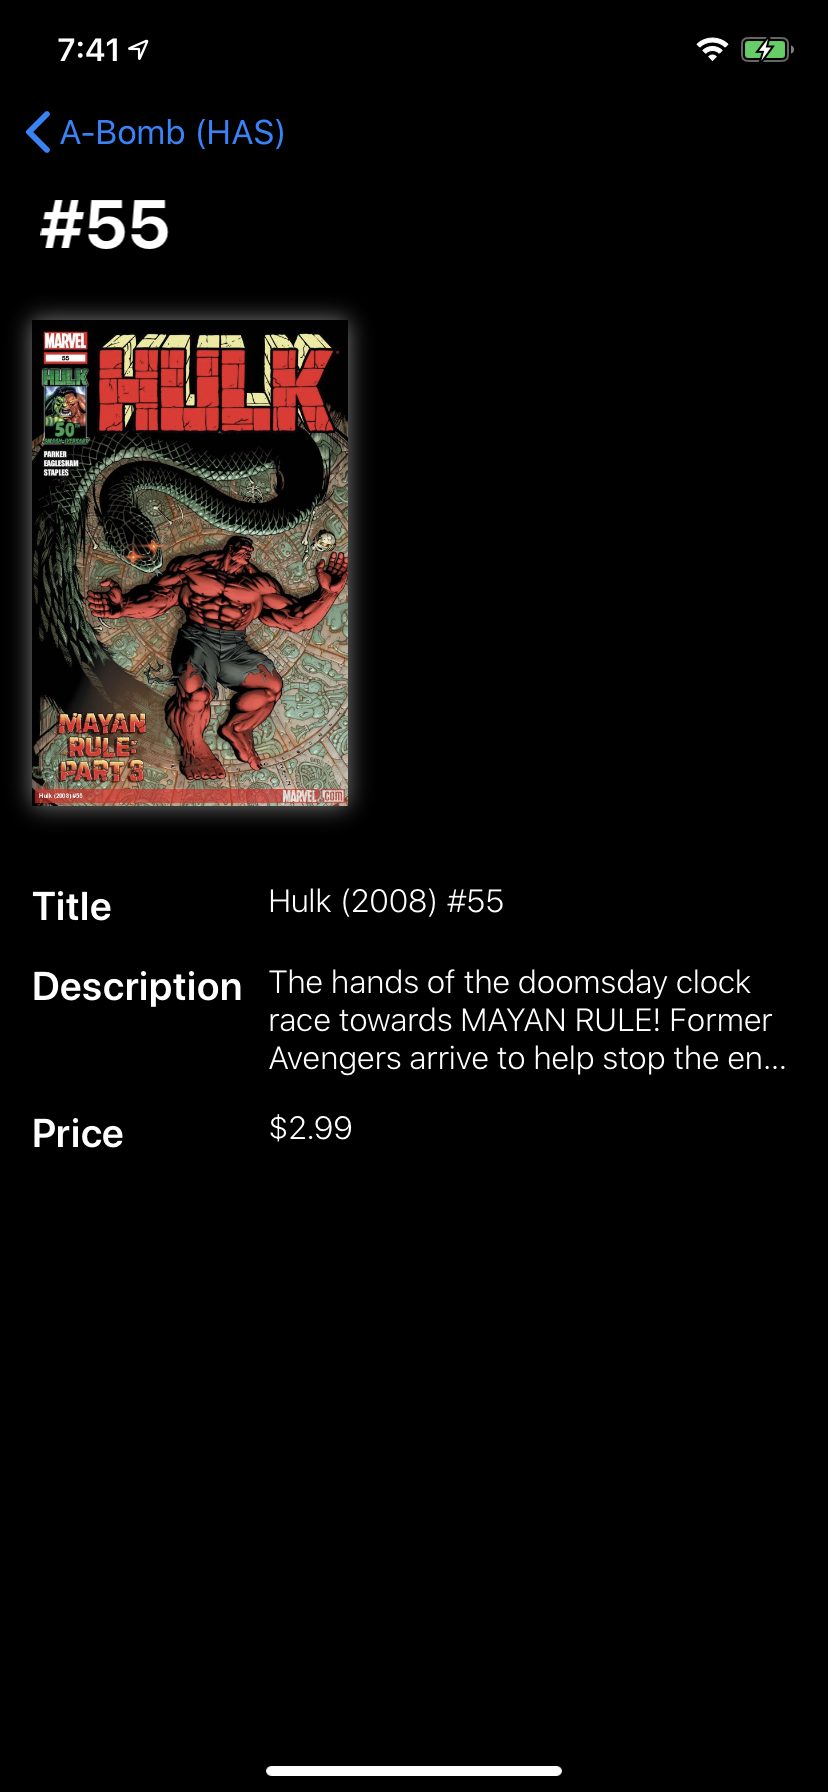 7:41
A-Bomb (HAS)
#55
MARVEL
55
HULK
HULK
50
PARKER
EAGLESHAM
STAPLES
MAYAN
RULE:
PART 3
Hulk (2008) #55
MARVEL.com
Title
Hulk (2008) #55
Description
The hands of the doomsday clock
race towards MAYAN RULE! Former
Avengers arrive to help stop the en...
Price
$2.99